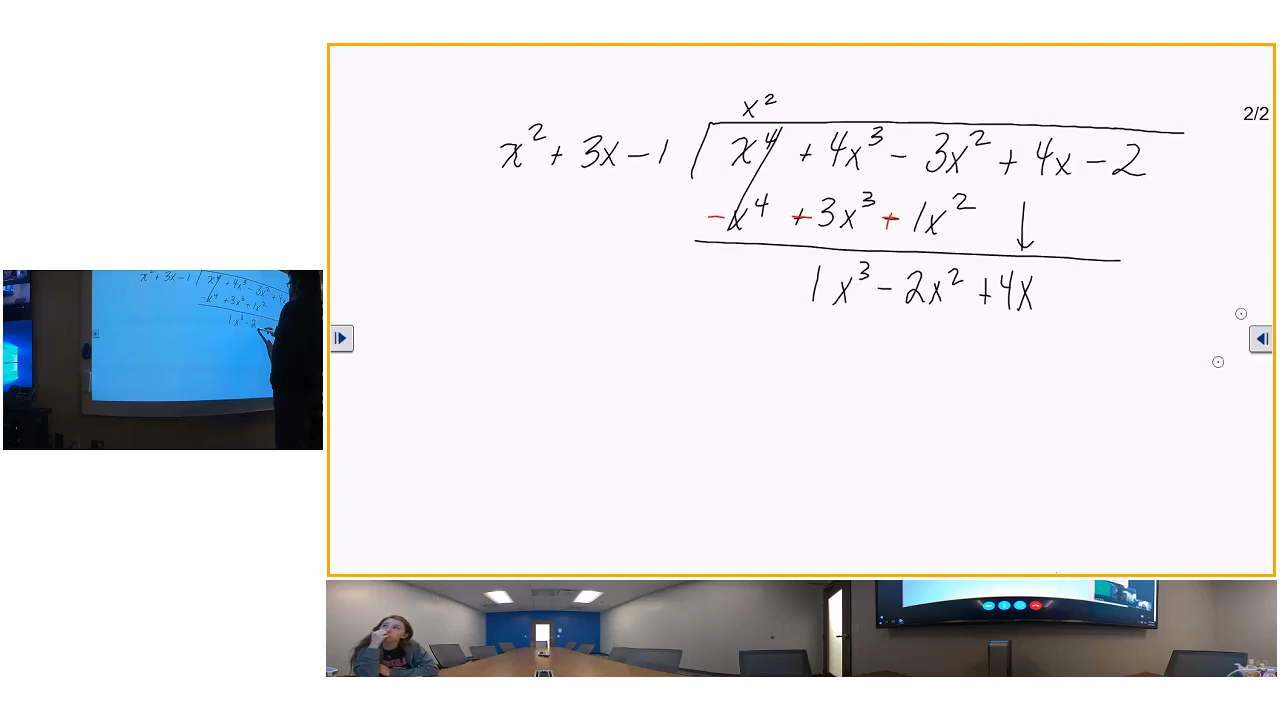 2/2
x²
x² + 3x - 1 x⁴ + 4x³ - 3x² + 4x - 2
- x⁴ + 3x³ + 1x²
1x³ - 2x² + 4x